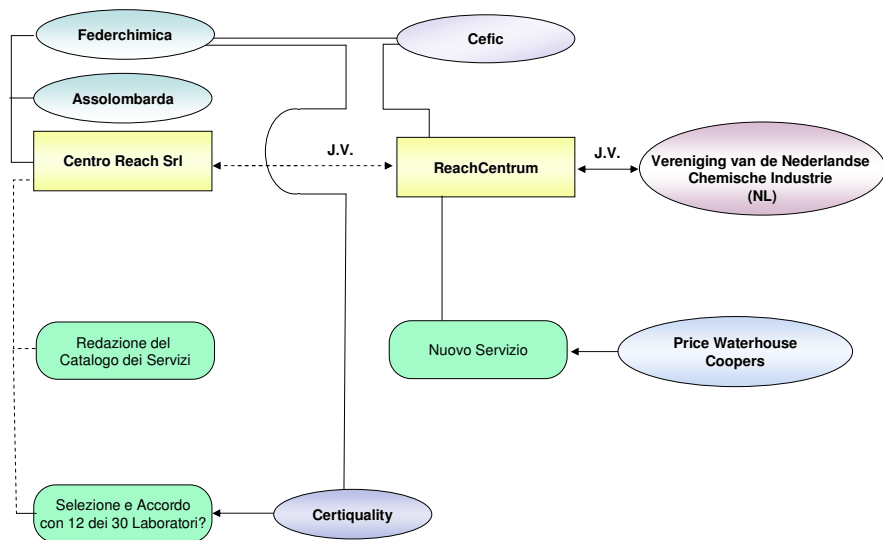 Federchimica
Cefic
Assolombarda
Centro Reach Srl
J.V.
ReachCentrum
J.V.
Vereniging van de Nederlandse
Chemische Industrie
(NL)
Redazione del
Catalogo dei Servizi
Nuovo Servizio
Price Waterhouse
Coopers
Selezione e Accordo
con 12 dei 30 Laboratori?
Certiquality